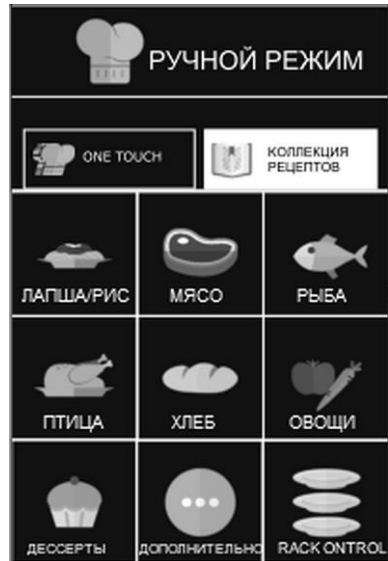 РУЧНОЙ РЕЖИМ
ONE TOUCH
КОЛЛЕКЦИЯ
РЕЦЕПТОВ
ЛАПША/РИС
МЯСО
РЫБА
ПТИЦА
ХЛЕБ
ОВОЩИ
ДЕССЕРТЫ
ДОПОЛНИТЕЛЬНО
RACK ONTROL